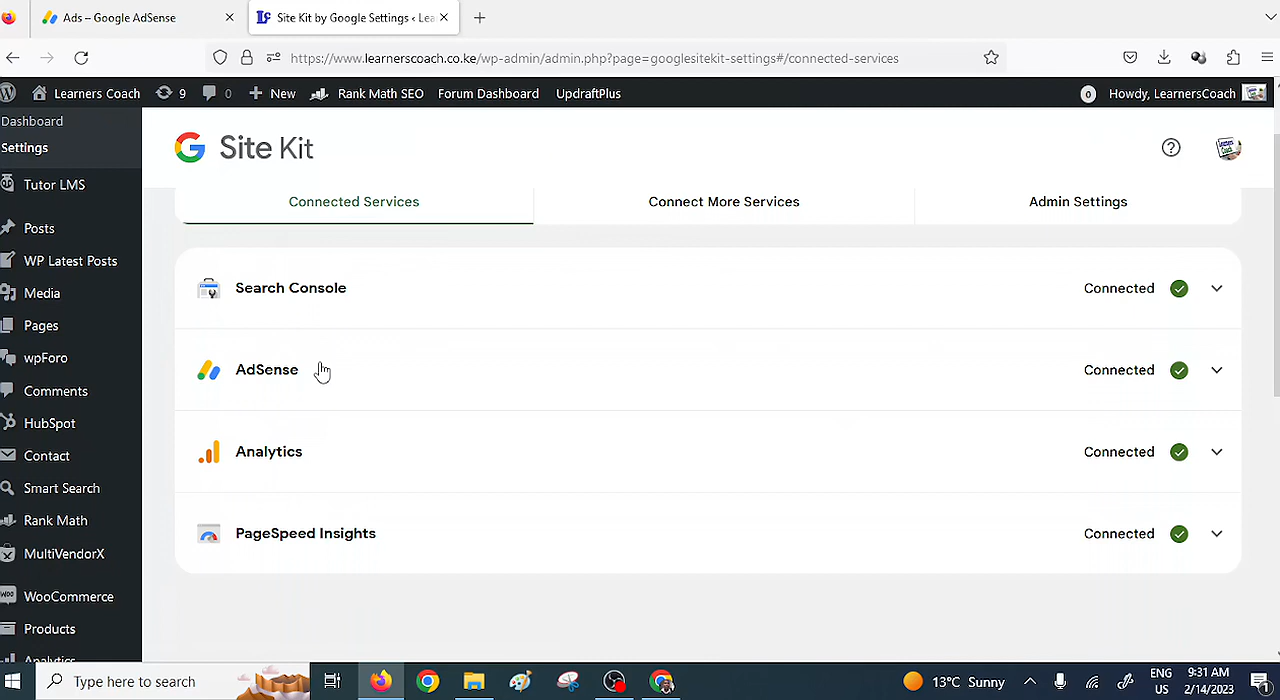 Ads – Google AdSense
Site Kit by Google Settings ‹ Lea
https://www.learnerscoach.co.ke/wp-admin/admin.php?page=googlesitekit-settings#/connected-services
Learners Coach 9 0 New Rank Math SEO Forum Dashboard UpdraftPlus 0 Howdy, LearnersCoach
Dashboard
Settings
Tutor LMS
Posts
WP Latest Posts
Media
Pages
wpForo
Comments
HubSpot
Contact
Smart Search
Rank Math
MultiVendorX
WooCommerce
Products
Analytics
Site Kit
Connected Services
Connect More Services
Admin Settings
Search Console Connected
AdSense Connected
Analytics Connected
PageSpeed Insights Connected
Type here to search
13°C Sunny
ENG
US
9:31 AM
2/14/2023
1